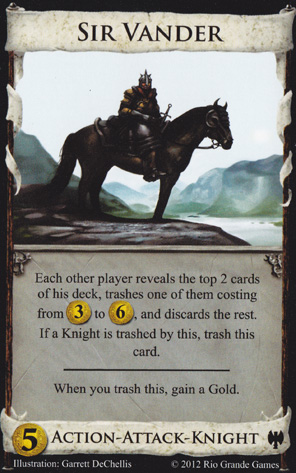 SIR VANDER
Each other player reveals the top 2 cards
of his deck, trashes one of them costing
from 3 to 6, and discards the rest.
If a Knight is trashed by this, trash this
card.
When you trash this, gain a Gold.
5 ACTION-ATTACK-KNIGHT
Illustration: Garrett DeChellis © 2012 Rio Grande Games